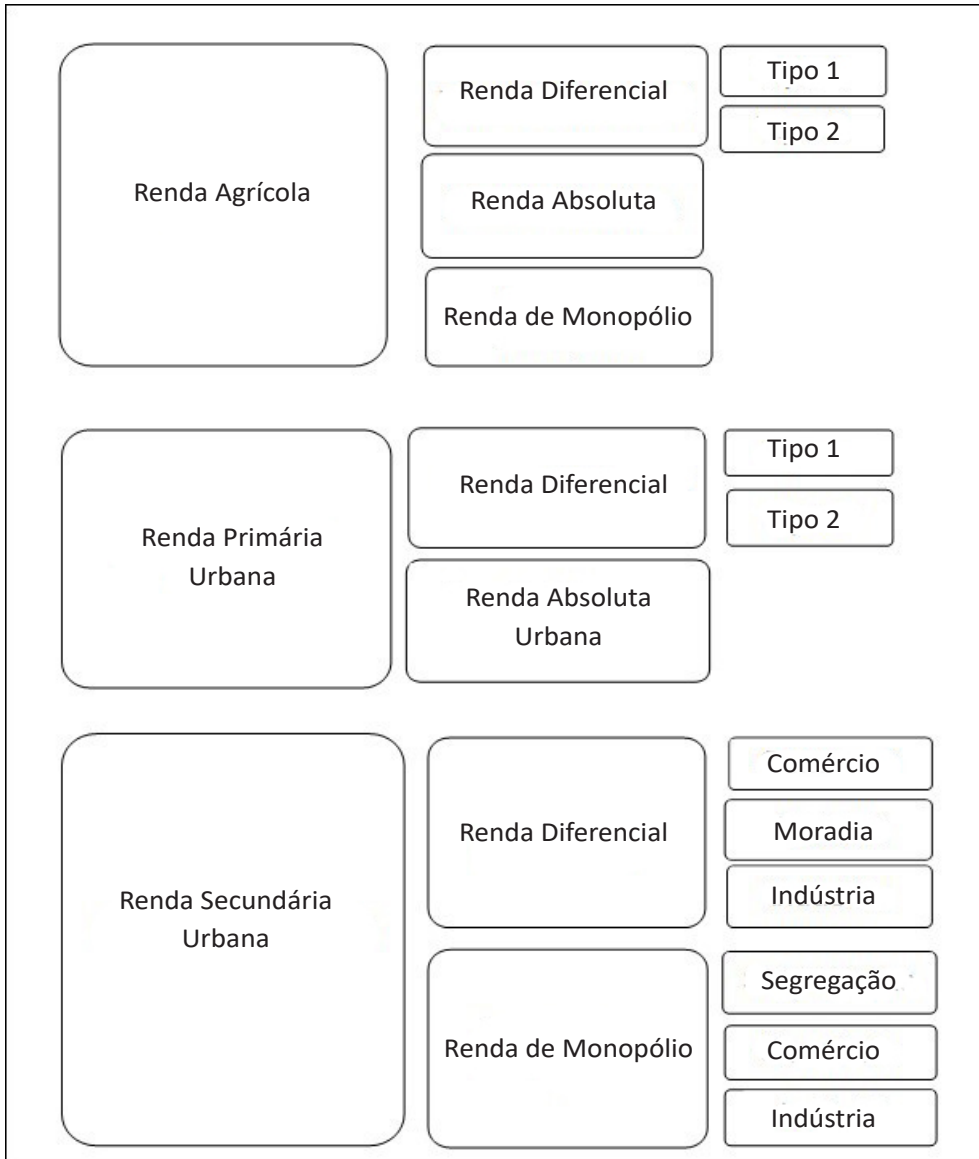 Renda Agrícola
Renda Diferencial
Tipo 1
Tipo 2
Renda Absoluta
Renda de Monopólio
Renda Primária
Urbana
Renda Diferencial
Tipo 1
Tipo 2
Renda Absoluta
Urbana
Renda Secundária
Urbana
Renda Diferencial
Comércio
Moradia
Indústria
Renda de Monopólio
Segregação
Comércio
Indústria